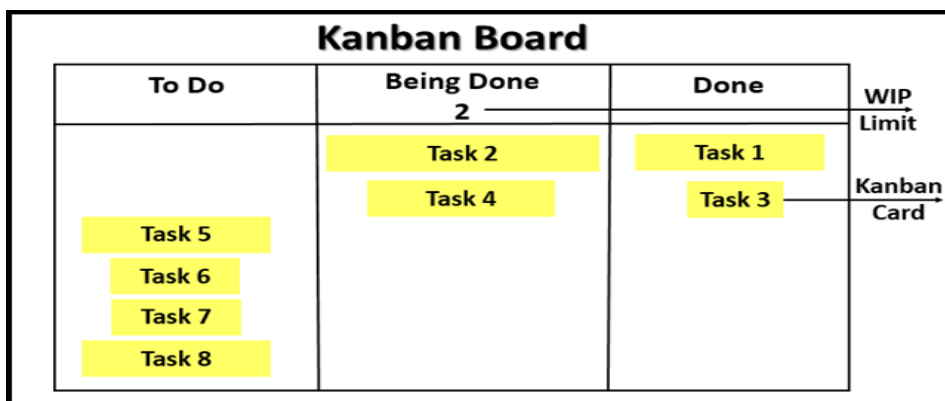 Kanban Board
To Do
Being Done
2
Done
WIP
Limit
Task 2
Task 1
Task 4
Task 3
Kanban
Card
Task 5
Task 6
Task 7
Task 8